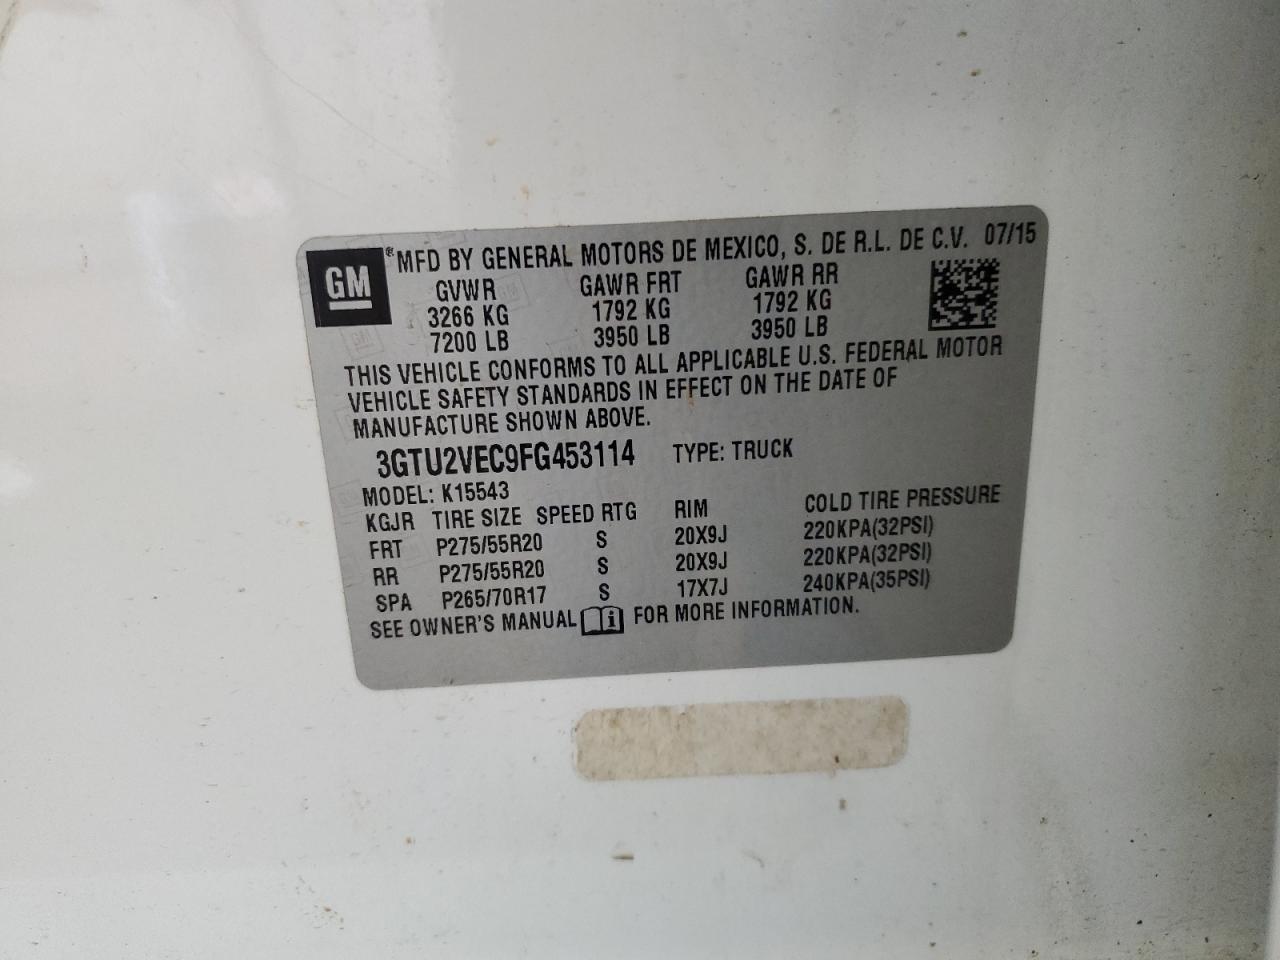 GM ® MFD BY GENERAL MOTORS DE MEXICO, S. DE R.L. DE C.V. 07/15
GVWR GAWR FRT GAWR RR
3266 KG 1792 KG 1792 KG
7200 LB 3950 LB 3950 LB
THIS VEHICLE CONFORMS TO ALL APPLICABLE U.S. FEDERAL MOTOR
VEHICLE SAFETY STANDARDS IN EFFECT ON THE DATE OF
MANUFACTURE SHOWN ABOVE.
3GTU2VEC9FG453114 TYPE: TRUCK
MODEL: K15543
KGJR TIRE SIZE SPEED RTG RIM COLD TIRE PRESSURE
FRT P275/55R20 S 20X9J 220KPA(32PSI)
RR P275/55R20 S 20X9J 220KPA(32PSI)
SPA P265/70R17 S 17X7J 240KPA(35PSI)
SEE OWNER'S MANUAL i FOR MORE INFORMATION.